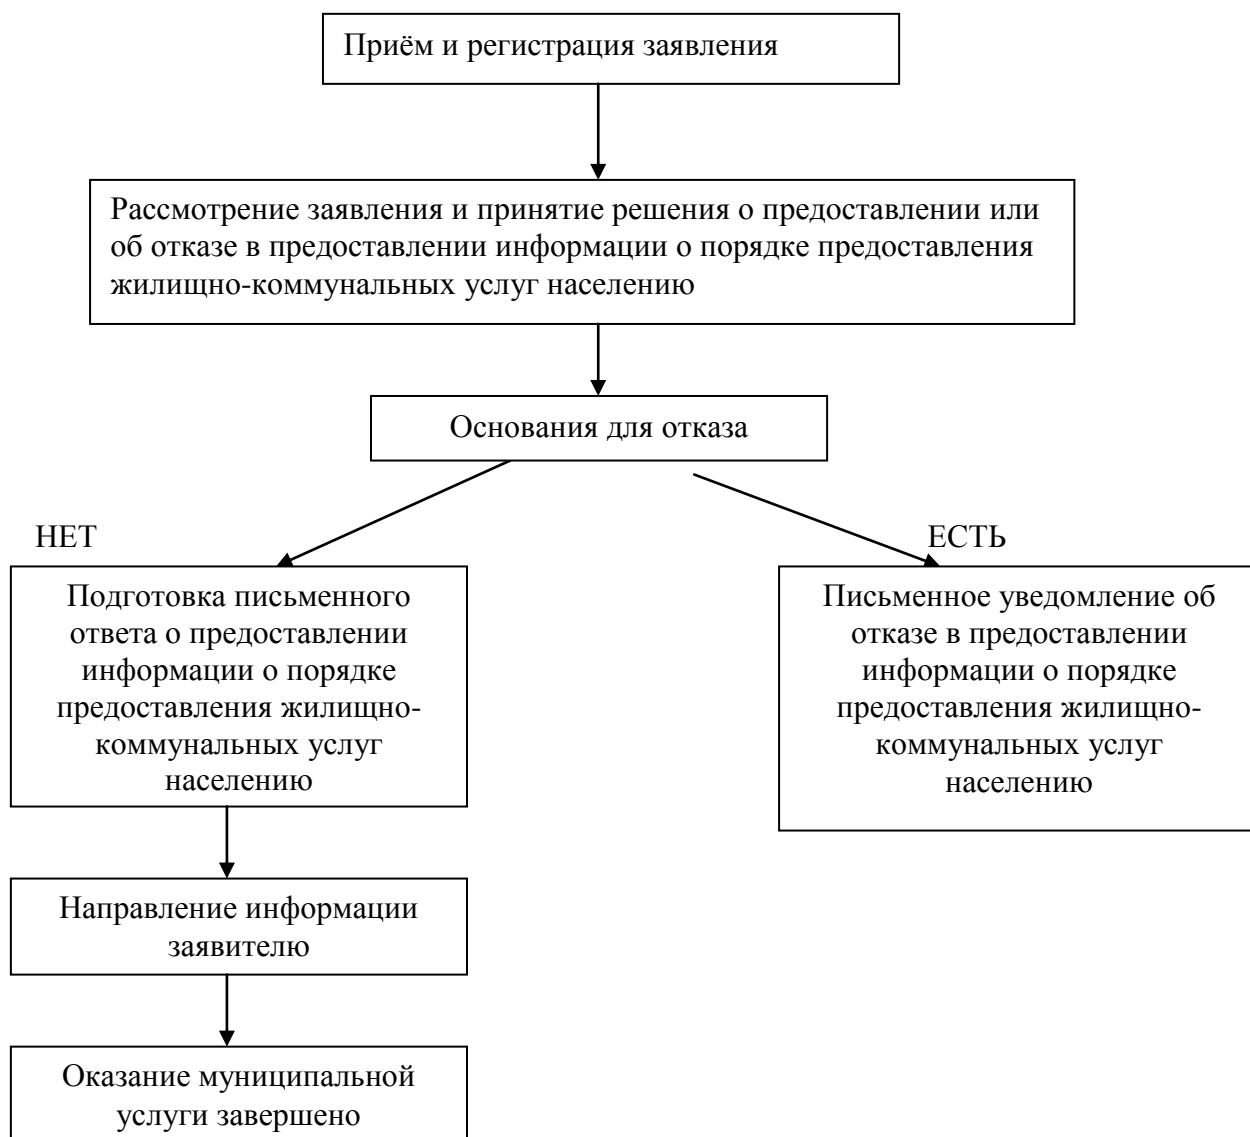 Приём и регистрация заявления
Рассмотрение заявления и принятие решения о предоставлении или
об отказе в предоставлении информации о порядке предоставления
жилищно-коммунальных услуг населению
Основания для отказа
НЕТ
ЕСТЬ
Подготовка письменного
ответа о предоставлении
информации о порядке
предоставления жилищно-
коммунальных услуг
населению
Письменное уведомление об
отказе в предоставлении
информации о порядке
предоставления жилищно-
коммунальных услуг
населению
Направление информации
заявителю
Оказание муниципальной
услуги завершено